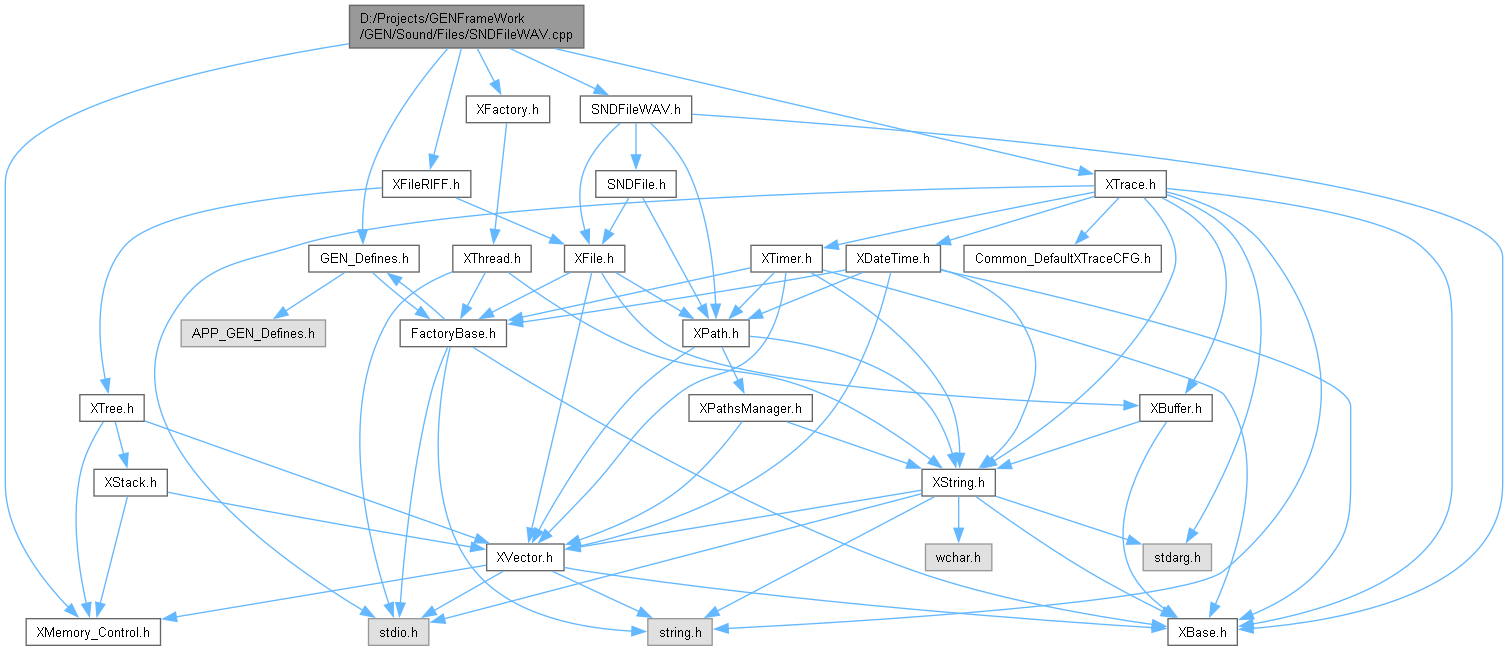 D:/Projects/GENFrameWork
/GEN/Sound/Files/SNDFileWAV.cpp
XFactory.h
SNDFileWAV.h
XFileRIFF.h
SNDFile.h
XTrace.h
GEN_Defines.h
XThread.h
XFile.h
XTimer.h
XDateTime.h
Common_DefaultXTraceCFG.h
APP_GEN_Defines.h
FactoryBase.h
XPath.h
XTree.h
XPathsManager.h
XBuffer.h
XStack.h
XString.h
XVector.h
wchar.h
stdarg.h
XMemory_Control.h
stdio.h
string.h
XBase.h